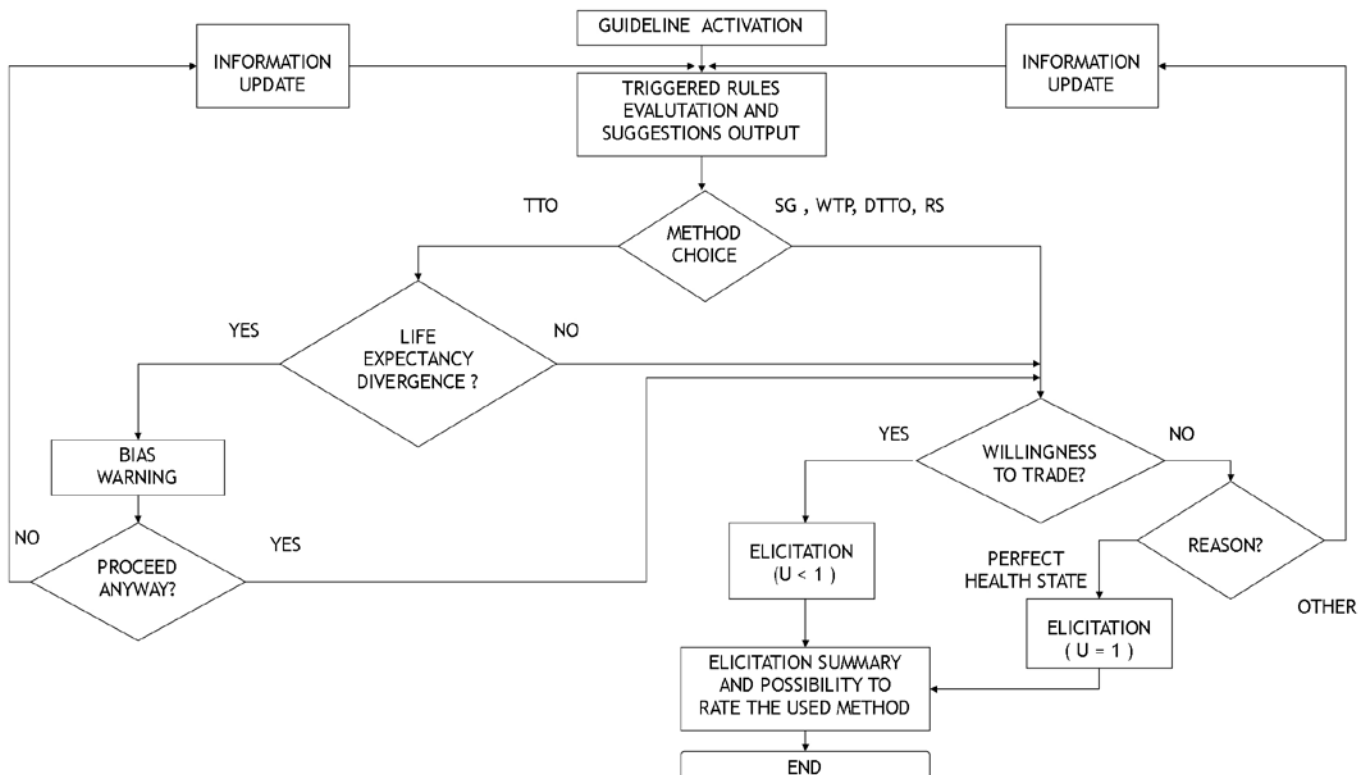 GUIDELINE ACTIVATION
INFORMATION
UPDATE
INFORMATION
UPDATE
TRIGGERED RULES
EVALUTATION AND
SUGGESTIONS OUTPUT
TTO
SG , WTP, DTTO, RS
METHOD
CHOICE
YES
LIFE
EXPECTANCY
DIVERGENCE ?
NO
BIAS
WARNING
YES
WILLINGNESS
TO TRADE?
NO
NO
PROCEED
ANYWAY?
YES
ELICITATION
(U < 1 )
REASON?
PERFECT
HEALTH STATE
OTHER
ELICITATION
( U = 1 )
ELICITATION SUMMARY
AND POSSIBILITY TO
RATE THE USED METHOD
END